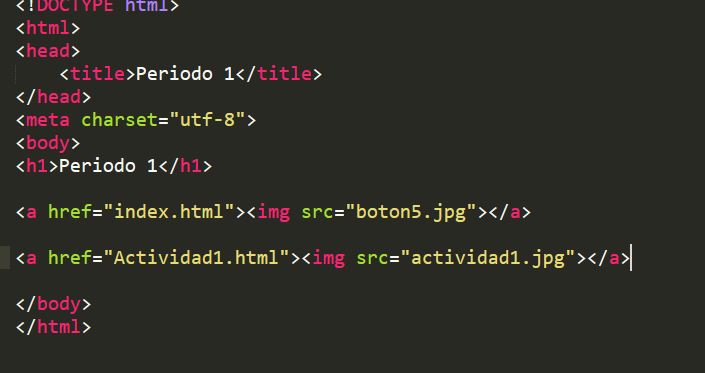 <!DOCTYPE html>
<html>
<head>
<title>Periodo 1</title>
</head>
<meta charset="utf-8">
<body>
<h1>Periodo 1</h1>
<a href="index.html"><img src="boton5.jpg"></a>
<a href="Actividad1.html"><img src="actividad1.jpg"></a>
</body>
</html>